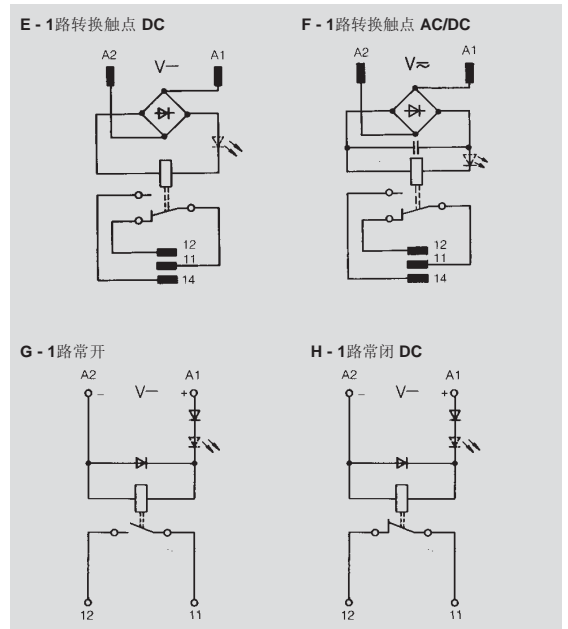 E - 1路转换触点 DC
F - 1路转换触点 AC/DC
A2 V— A1
A2 V≂ A1
12
11
14
12
11
14
G - 1路常开
H - 1路常闭 DC
A2 V— A1
A2 V— A1
– +
– +
12 11
12 11